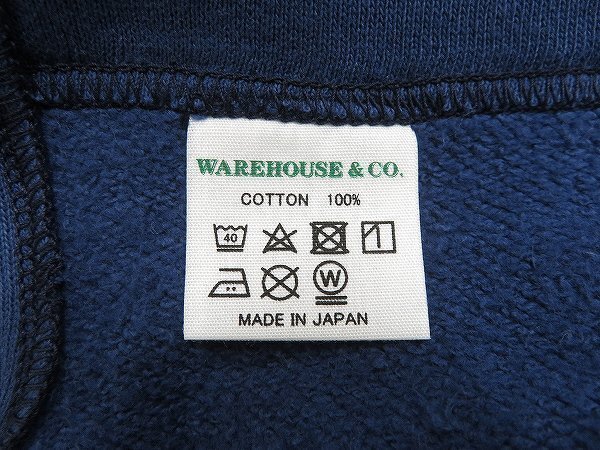 WAREHOUSE & CO.
COTTON 100%
40
W
MADE IN JAPAN